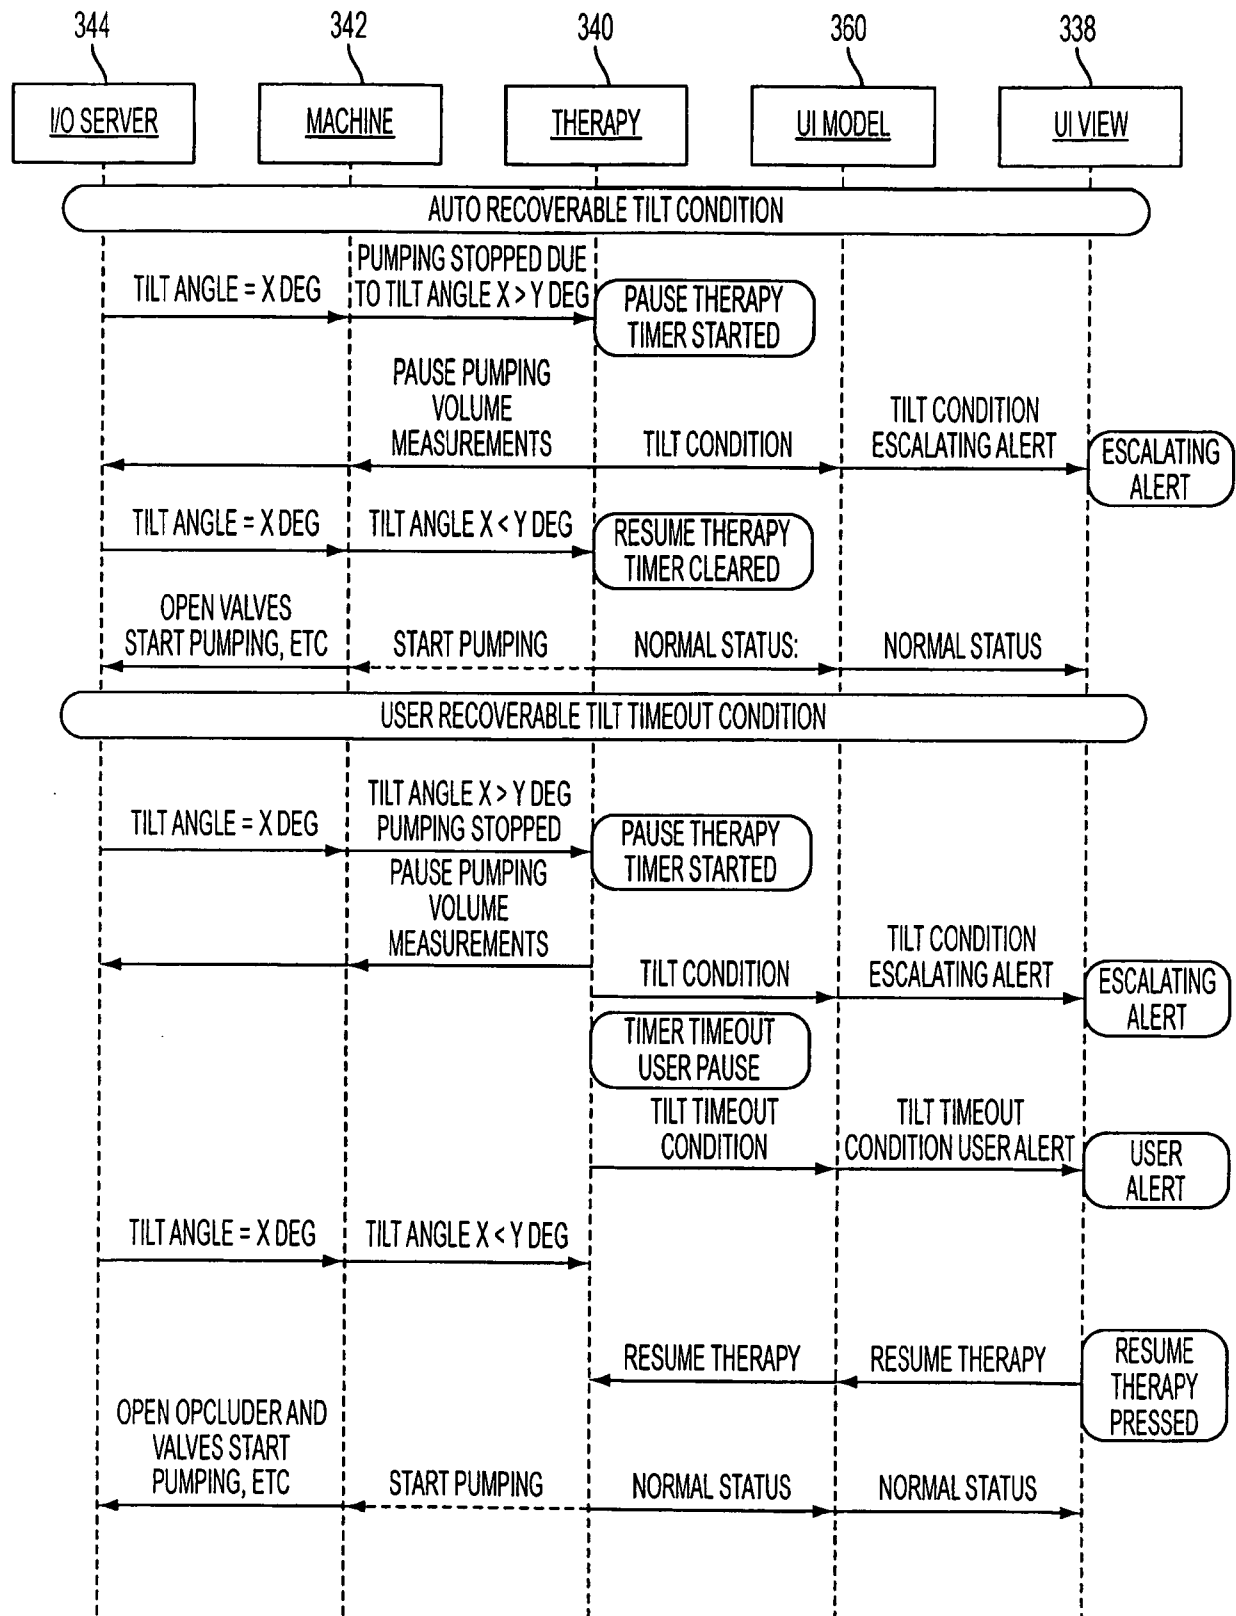 344
342
340
360
338
I/O SERVER
MACHINE
THERAPY
UI MODEL
UI VIEW
AUTO RECOVERABLE TILT CONDITION
TILT ANGLE = X DEG
PUMPING STOPPED DUE
TO TILT ANGLE X > Y DEG
PAUSE THERAPY
TIMER STARTED
PAUSE PUMPING
VOLUME
MEASUREMENTS
TILT CONDITION
TILT CONDITION
ESCALATING ALERT
ESCALATING
ALERT
TILT ANGLE = X DEG
TILT ANGLE X < Y DEG
RESUME THERAPY
TIMER CLEARED
OPEN VALVES
START PUMPING, ETC
START PUMPING
NORMAL STATUS:
NORMAL STATUS
USER RECOVERABLE TILT TIMEOUT CONDITION
TILT ANGLE = X DEG
TILT ANGLE X > Y DEG
PUMPING STOPPED
PAUSE THERAPY
TIMER STARTED
PAUSE PUMPING
VOLUME
MEASUREMENTS
TILT CONDITION
TILT CONDITION
ESCALATING ALERT
ESCALATING
ALERT
TIMER TIMEOUT
USER PAUSE
TILT TIMEOUT
CONDITION
TILT TIMEOUT
CONDITION USER ALERT
USER
ALERT
TILT ANGLE = X DEG
TILT ANGLE X < Y DEG
RESUME THERAPY
RESUME THERAPY
RESUME
THERAPY
PRESSED
OPEN OPCLUDER AND
VALVES START
PUMPING, ETC
START PUMPING
NORMAL STATUS
NORMAL STATUS